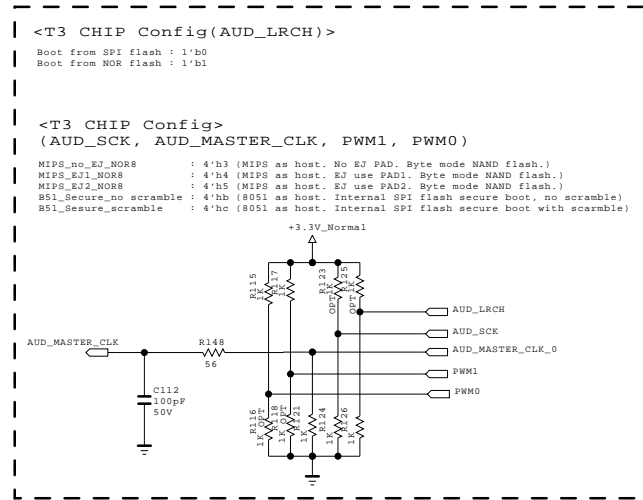 <T3 CHIP Config(AUD_LRCH)>
Boot from SPI flash : 1'b0
Boot from NOR flash : 1'b1
<T3 CHIP Config>
(AUD_SCK, AUD_MASTER_CLK, PWM1, PWM0)
MIPS_no_EJ_NOR8 : 4'h3 (MIPS as host. No EJ PAD. Byte mode NAND flash.)
MIPS_EJ1_NOR8 : 4'h4 (MIPS as host. EJ use PAD1. Byte mode NAND flash.)
MIPS_EJ2_NOR8 : 4'h5 (MIPS as host. EJ use PAD2. Byte mode NAND flash.)
B51_Secure_no scramble : 4'hb (8051 as host. Internal SPI flash secure boot, no scramble)
B51_Sesure_scramble : 4'hc (8051 as host. Internal SPI flash secure boot with scarmble)
+3.3V_Normal
R115 1K
R117 1K
R123 1K OPT
R125 1K OPT
AUD_LRCH
AUD_SCK
AUD_MASTER_CLK
R148
56
AUD_MASTER_CLK_0
PWM1
PWM0
C112
100pF
50V
R116 1K OPT
R118 1K OPT
R121 1K
R124 1K
R126 1K